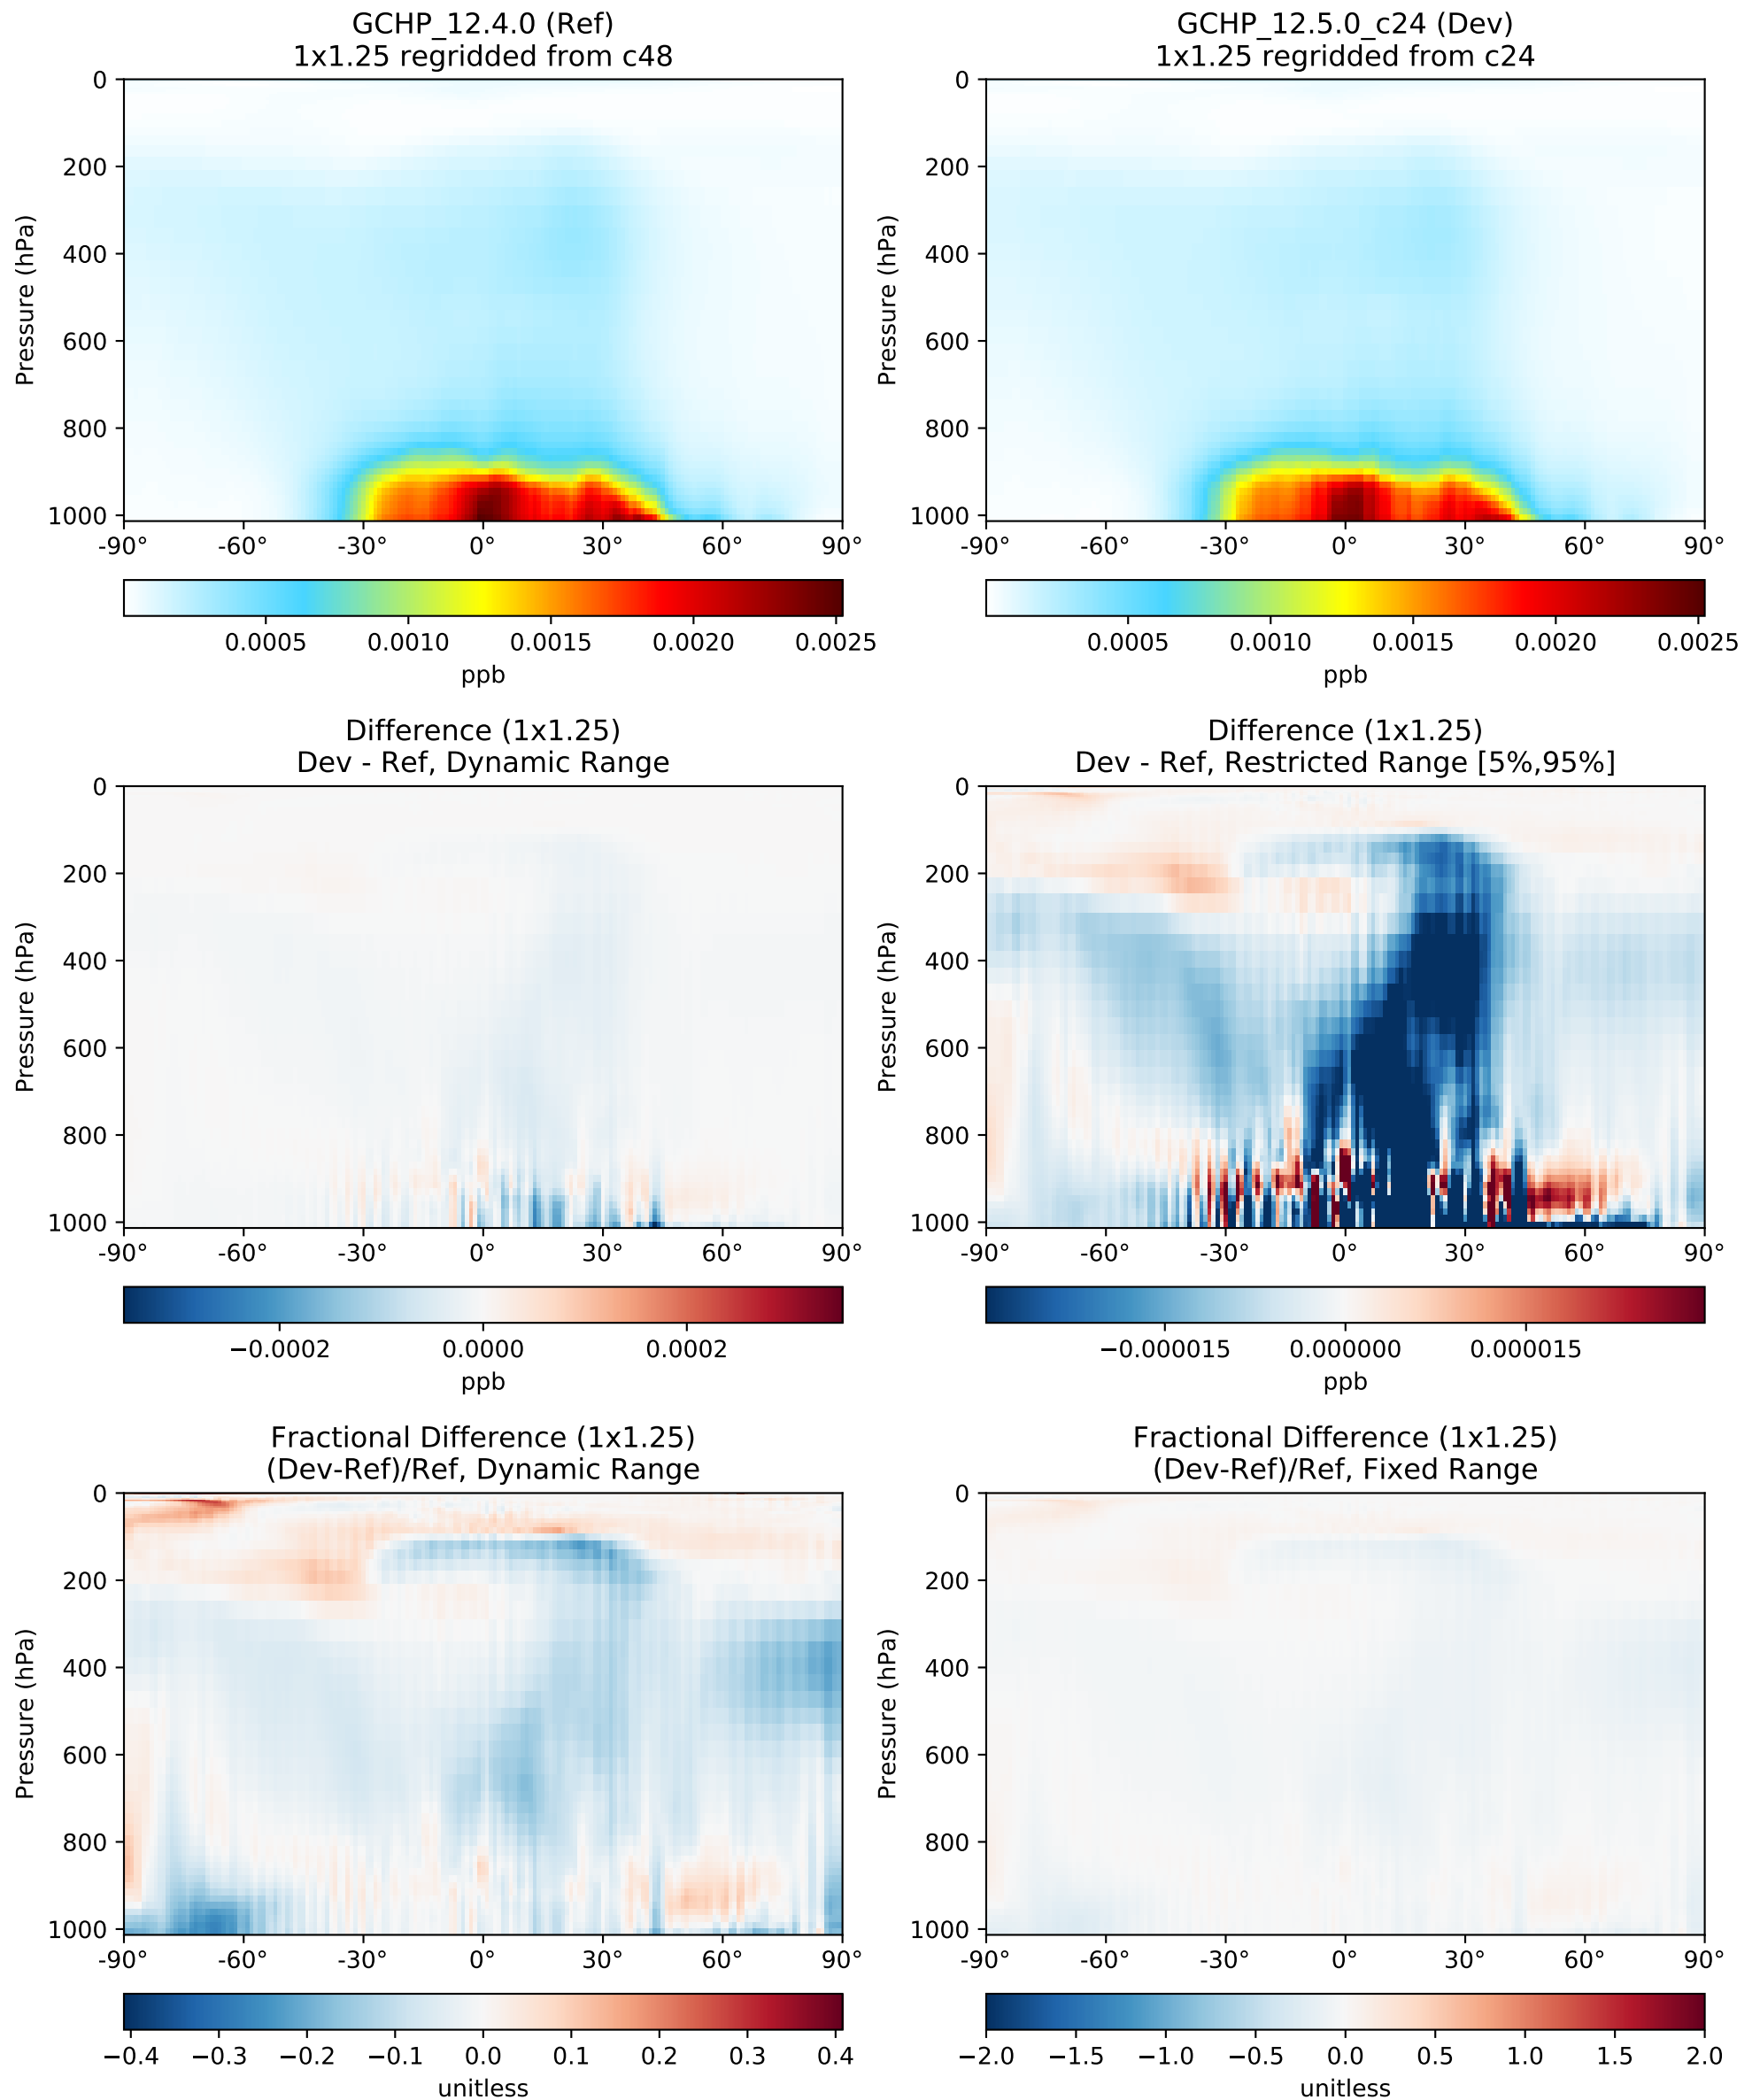 GCHP_12.4.0 (Ref)
1x1.25 regridded from c48
0
200
400
600
800
1000
Pressure (hPa)
-90° -60° -30° 0° 30° 60° 90°
0.0005 0.0010 0.0015 0.0020 0.0025
ppb
GCHP_12.5.0_c24 (Dev)
1x1.25 regridded from c24
0
200
400
600
800
1000
Pressure (hPa)
-90° -60° -30° 0° 30° 60° 90°
0.0005 0.0010 0.0015 0.0020 0.0025
ppb
Difference (1x1.25)
Dev - Ref, Dynamic Range
0
200
400
600
800
1000
Pressure (hPa)
-90° -60° -30° 0° 30° 60° 90°
−0.0002 0.0000 0.0002
ppb
Difference (1x1.25)
Dev - Ref, Restricted Range [5%,95%]
0
200
400
600
800
1000
Pressure (hPa)
-90° -60° -30° 0° 30° 60° 90°
−0.000015 0.000000 0.000015
ppb
Fractional Difference (1x1.25)
(Dev-Ref)/Ref, Dynamic Range
0
200
400
600
800
1000
Pressure (hPa)
-90° -60° -30° 0° 30° 60° 90°
−0.4 −0.3 −0.2 −0.1 0.0 0.1 0.2 0.3 0.4
unitless
Fractional Difference (1x1.25)
(Dev-Ref)/Ref, Fixed Range
0
200
400
600
800
1000
Pressure (hPa)
-90° -60° -30° 0° 30° 60° 90°
−2.0 −1.5 −1.0 −0.5 0.0 0.5 1.0 1.5 2.0
unitless